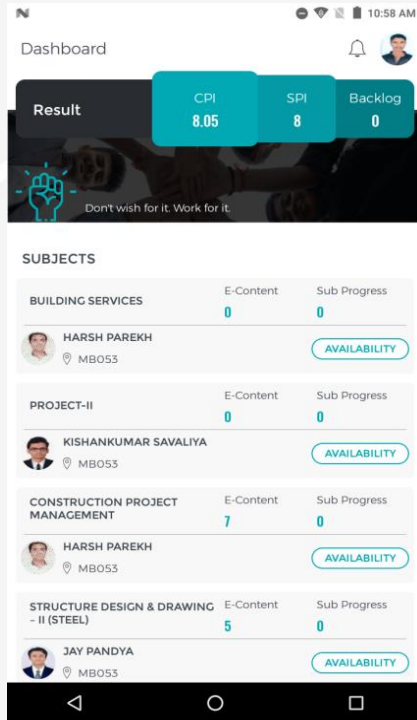 10:58 AM
Dashboard
Result
CPI
8.05
SPI
8
Backlog
0
Don't wish for it. Work for it.
SUBJECTS
BUILDING SERVICES
E-Content
0
Sub Progress
0
HARSH PAREKH
MB053
AVAILABILITY
PROJECT-II
E-Content
0
Sub Progress
0
KISHANKUMAR SAVALIYA
MB053
AVAILABILITY
CONSTRUCTION PROJECT
MANAGEMENT
E-Content
7
Sub Progress
0
HARSH PAREKH
MB053
AVAILABILITY
STRUCTURE DESIGN & DRAWING
- II (STEEL)
E-Content
5
Sub Progress
0
JAY PANDYA
MB053
AVAILABILITY